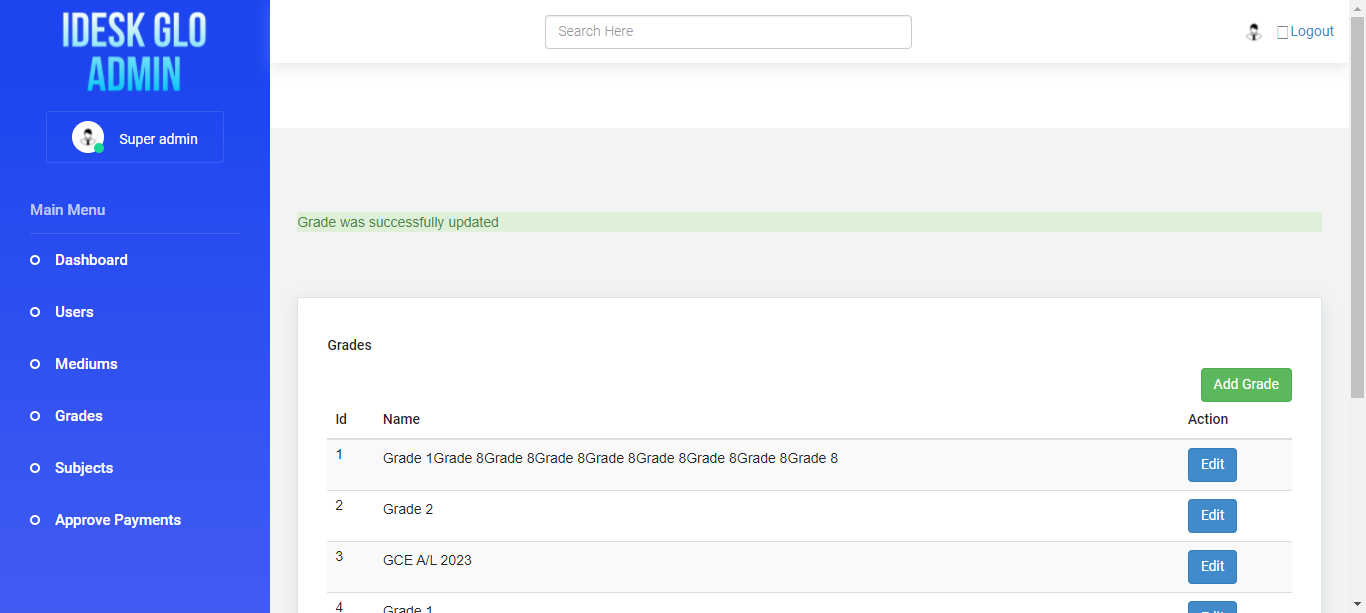 IDESK GLO
ADMIN
Super admin
Main Menu
Dashboard
Users
Mediums
Grades
Subjects
Approve Payments
Search Here
Logout
Grade was successfully updated
Grades
Add Grade
Id Name Action
1 Grade 1Grade 8Grade 8Grade 8Grade 8Grade 8Grade 8Grade 8Grade 8 Edit
2 Grade 2 Edit
3 GCE A/L 2023 Edit
4 Grade 1 Edit